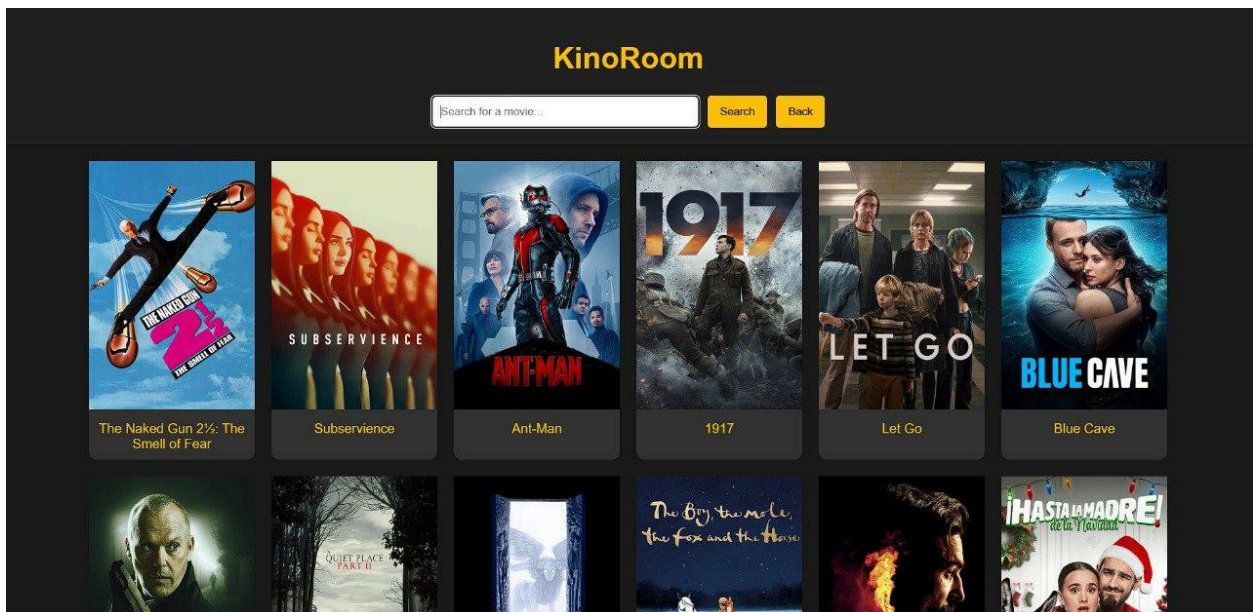 KinoRoom
Search for a movie...
Search
Back
THE NAKED GUN
2½
THE SMELL OF FEAR
SUBSERVIENCE
ANT-MAN
1917
LET GO
BLUE CAVE
The Naked Gun 2½: The
Smell of Fear
Subservience
Ant-Man
1917
Let Go
Blue Cave
QUIET PLACE
PART II
The Boy, the mole,
the fox and the Horse
¡HASTA LA MADRE!
de la Navidad